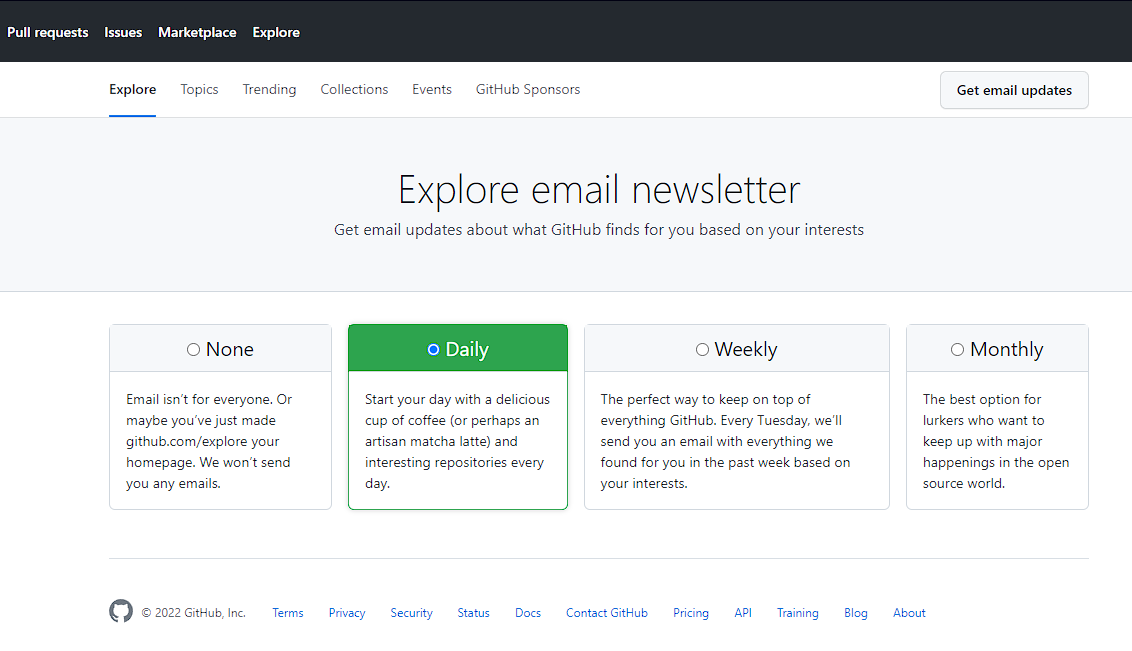 Pull requests Issues Marketplace Explore
Explore Topics Trending Collections Events GitHub Sponsors Get email updates
Explore email newsletter
Get email updates about what GitHub finds for you based on your interests
None
Email isn’t for everyone. Or
maybe you’ve just made
github.com/explore your
homepage. We won’t send
you any emails.
Daily
Start your day with a delicious
cup of coffee (or perhaps an
artisan matcha latte) and
interesting repositories every
day.
Weekly
The perfect way to keep on top of
everything GitHub. Every Tuesday, we’ll
send you an email with everything we
found for you in the past week based on
your interests.
Monthly
The best option for
lurkers who want to
keep up with major
happenings in the open
source world.
© 2022 GitHub, Inc. Terms Privacy Security Status Docs Contact GitHub Pricing API Training Blog About